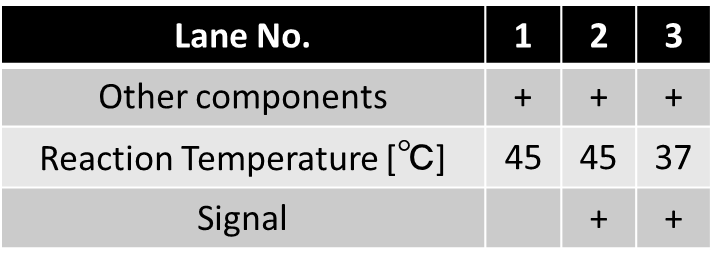 Lane No. 1 2 3
Other components + + +
Reaction Temperature [℃] 45 45 37
Signal + +